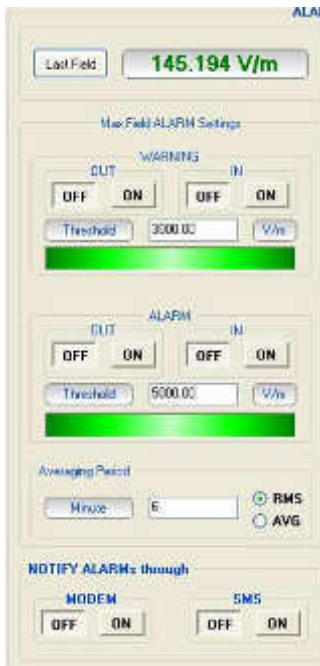 ALA
Last Field 145.194 V/m
Max Field ALARM Settings
WARNING
OUT IN
OFF ON OFF ON
Threshold 3000.00 V/m
ALARM
OUT IN
OFF ON OFF ON
Threshold 5000.00 V/m
Averaging Period
Minute 6 RMS
AVG
NOTIFY ALARMs through
MODEM SMS
OFF ON OFF ON